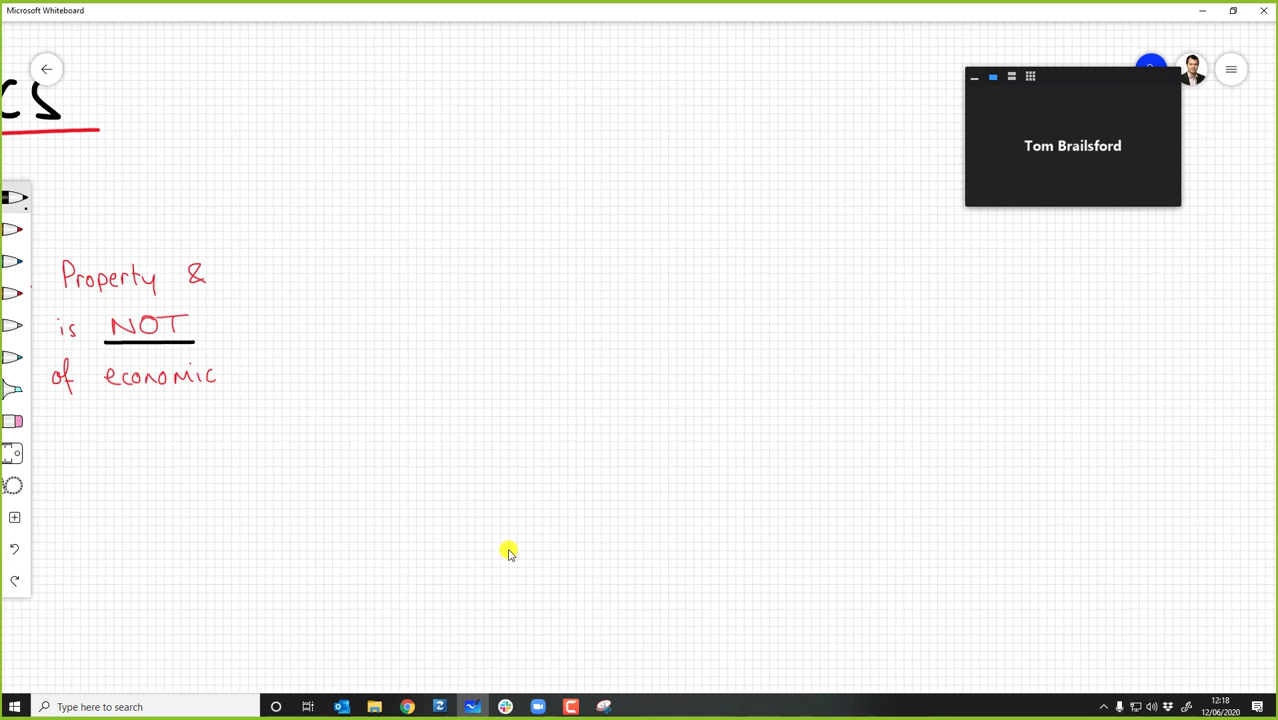 Microsoft Whiteboard
CS
Tom Brailsford
Property &
is NOT
of economic
Type here to search
12:18
12/06/2020